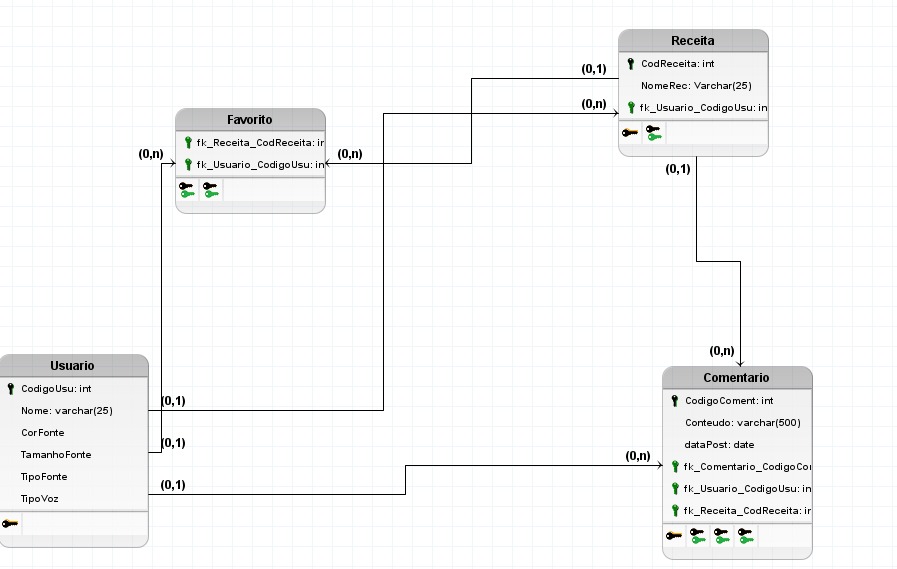 Receita
CodReceita: int
NomeRec: Varchar(25)
fk_Usuario_CodigoUsu: in
(0,1)
(0,n)
Favorito
fk_Receita_CodReceita: ir
fk_Usuario_CodigoUsu: in
(0,n)
(0,n)
(0,1)
Usuario
CodigoUsu: int
Nome: varchar(25)
CorFonte
TamanhoFonte
TipoFonte
TipoVoz
(0,1)
(0,1)
(0,1)
(0,n)
(0,n)
Comentario
CodigoComent: int
Conteudo: varchar(500)
dataPost: date
fk_Comentario_CodigoCor
fk_Usuario_CodigoUsu: in
fk_Receita_CodReceita: ir